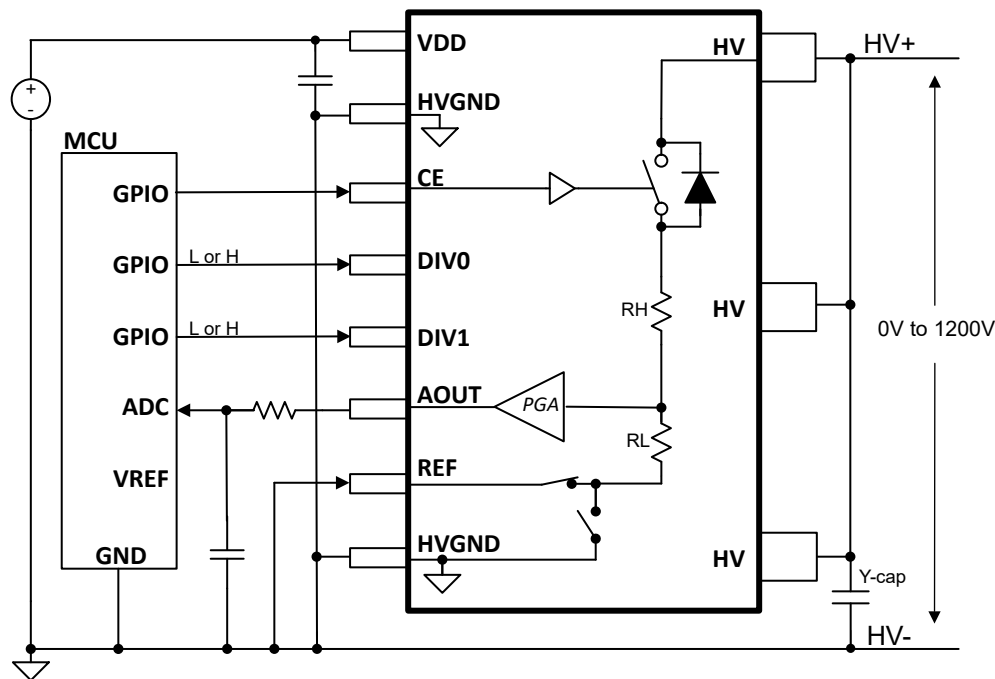 VDD
HV
HV+
+
-
HVGND
MCU
GPIO
CE
GPIO
L or H
DIV0
RH
HV
GPIO
L or H
DIV1
0V to 1200V
ADC
AOUT
PGA
RL
VREF
REF
GND
HVGND
HV
Y-cap
HV-